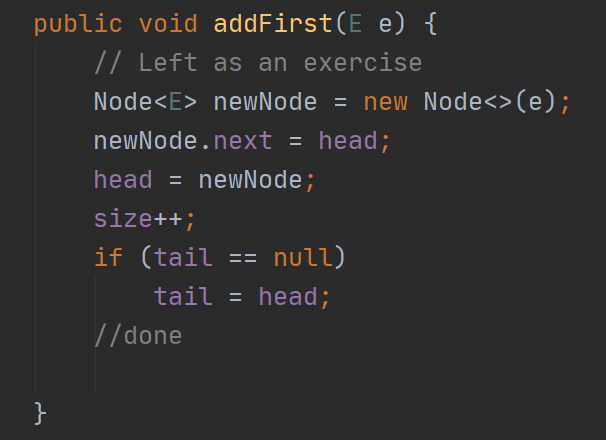 public void addFirst(E e) {
// Left as an exercise
Node<E> newNode = new Node<>(e);
newNode.next = head;
head = newNode;
size++;
if (tail == null)
tail = head;
//done
}